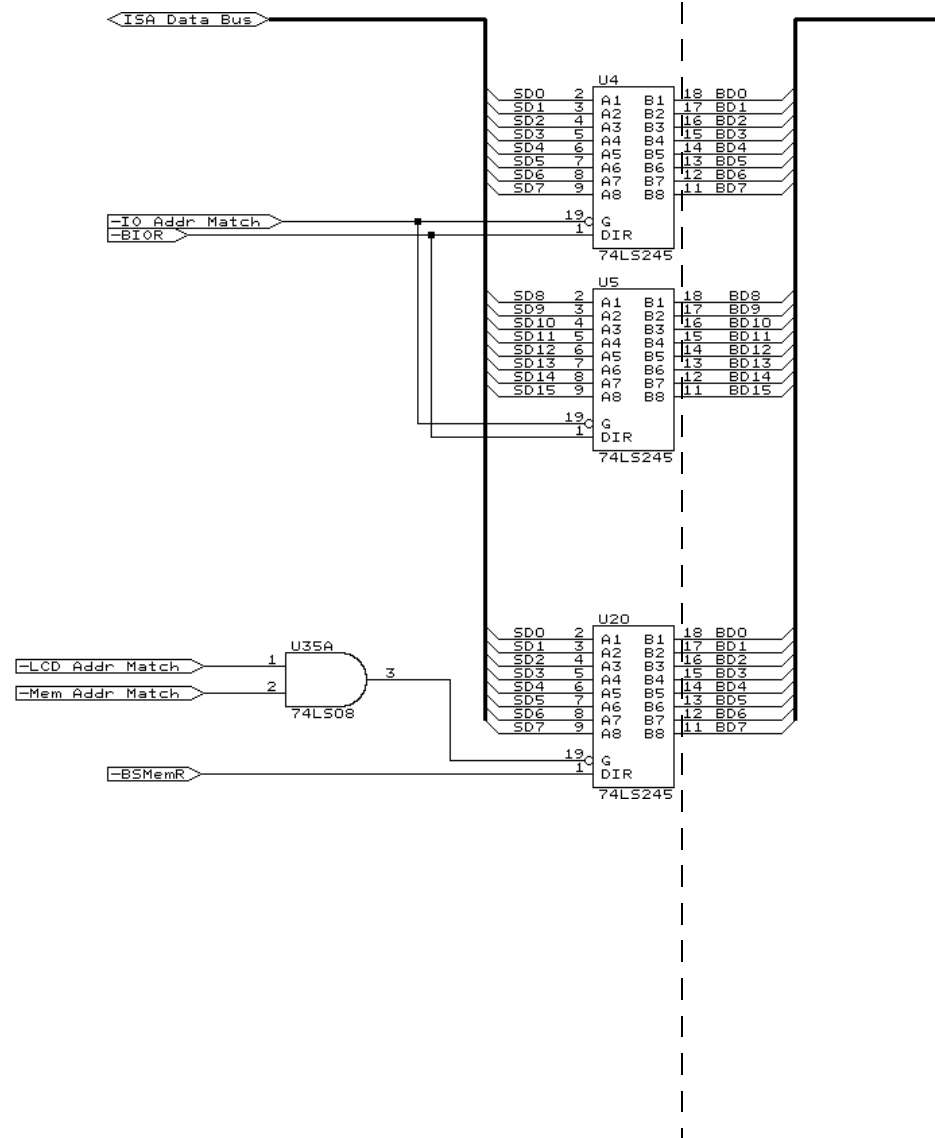 ISA Data Bus
U4
SD0 2 A1 B1 18 BD0
SD1 3 A2 B2 17 BD1
SD2 4 A3 B3 16 BD2
SD3 5 A4 B4 15 BD3
SD4 6 A5 B5 14 BD4
SD5 7 A6 B6 13 BD5
SD6 8 A7 B7 12 BD6
SD7 9 A8 B8 11 BD7
-IO Addr Match 19 G
-BIOR 1 DIR
74LS245
U5
SD8 2 A1 B1 18 BD8
SD9 3 A2 B2 17 BD9
SD10 4 A3 B3 16 BD10
SD11 5 A4 B4 15 BD11
SD12 6 A5 B5 14 BD12
SD13 7 A6 B6 13 BD13
SD14 8 A7 B7 12 BD14
SD15 9 A8 B8 11 BD15
19 G
1 DIR
74LS245
U20
SD0 2 A1 B1 18 BD0
SD1 3 A2 B2 17 BD1
SD2 4 A3 B3 16 BD2
SD3 5 A4 B4 15 BD3
SD4 6 A5 B5 14 BD4
SD5 7 A6 B6 13 BD5
SD6 8 A7 B7 12 BD6
SD7 9 A8 B8 11 BD7
U35A
-LCD Addr Match 1
3
-Mem Addr Match 2
74LS08
19 G
-BSMemR 1 DIR
74LS245